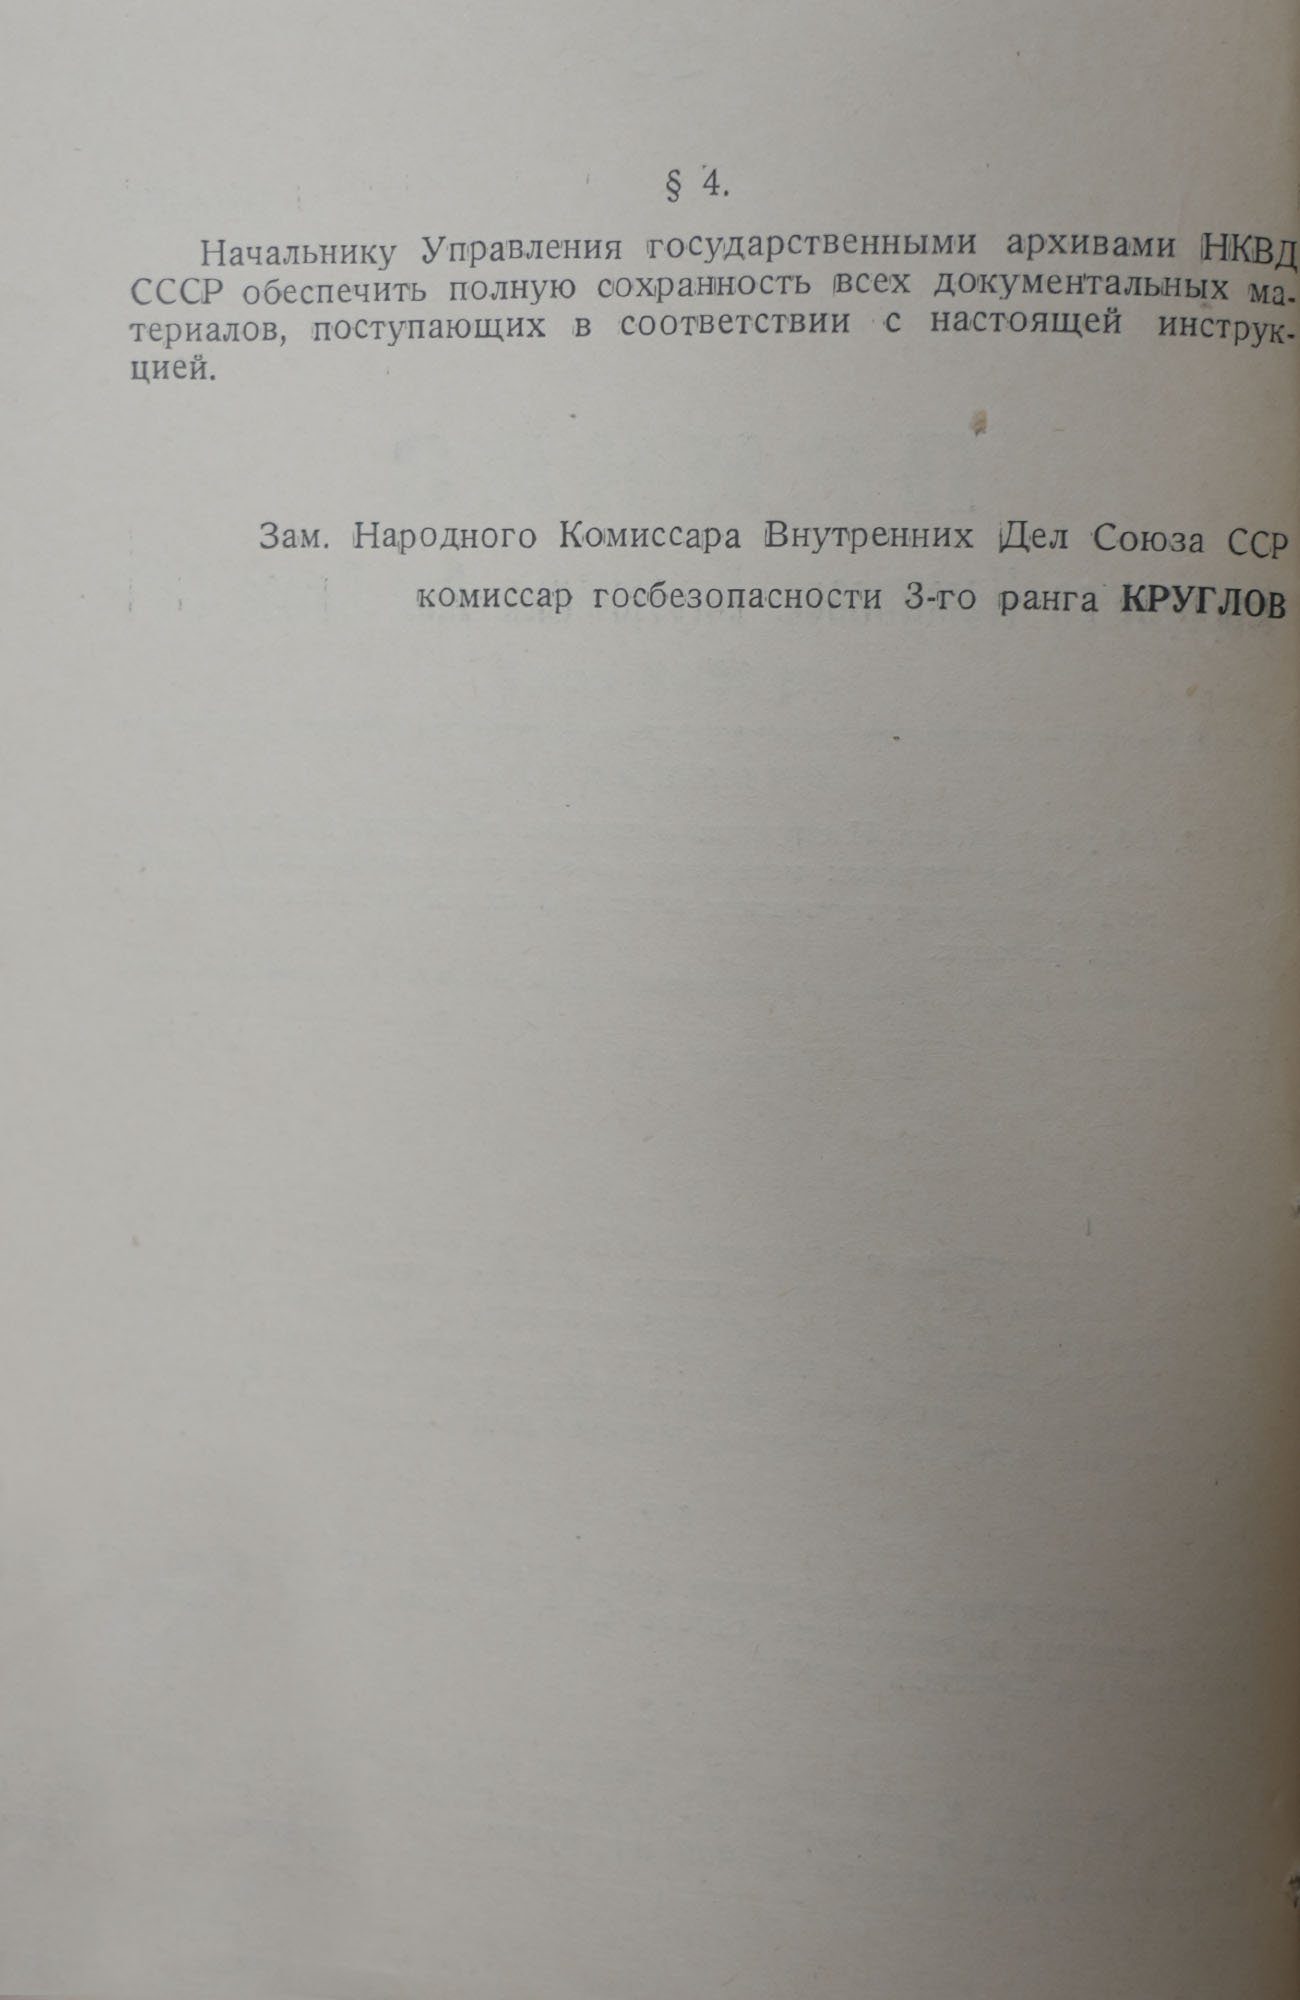 § 4.
Начальнику Управления государственными архивами НКВД
СССР обеспечить полную сохранность всех документальных ма-
териалов, поступающих в соответствии с настоящей инструк-
цией.
Зам. Народного Комиссара Внутренних Дел Союза ССР
комиссар госбезопасности 3-го ранга КРУГЛОВ